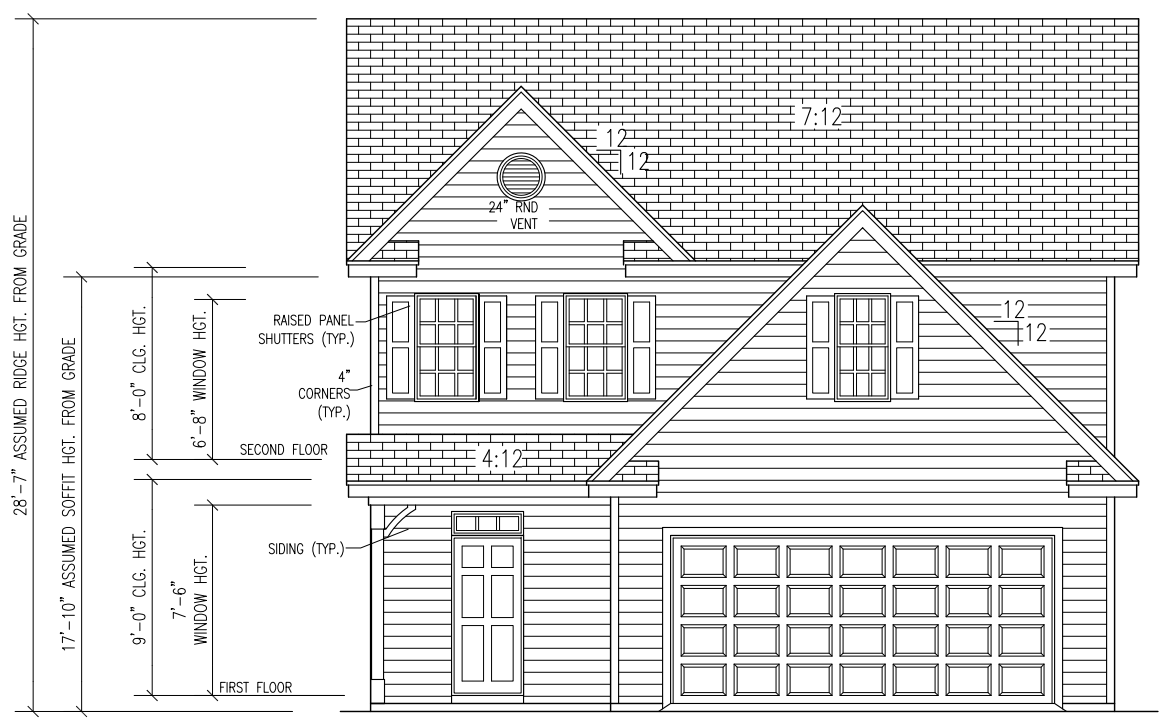 28'-7" ASSUMED RIDGE HGT. FROM GRADE
17'-10" ASSUMED SOFFIT HGT. FROM GRADE
8'-0" CLG. HGT.
6'-8" WINDOW HGT.
9'-0" CLG. HGT.
7'-6"
WINDOW HGT.
7:12
12
12
24" RND
VENT
RAISED PANEL
SHUTTERS (TYP.)
12
12
4"
CORNERS
(TYP.)
SECOND FLOOR
4:12
SIDING (TYP.)
FIRST FLOOR